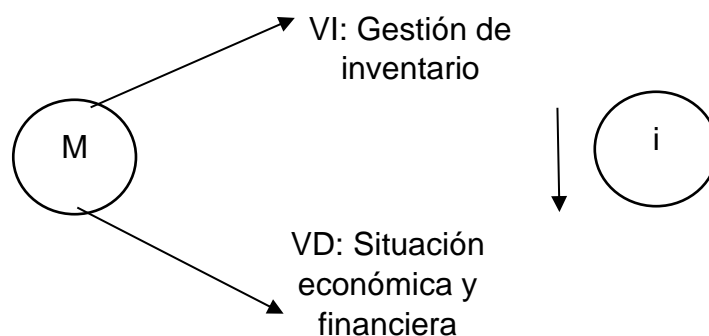 VI: Gestión de
inventario
M
i
VD: Situación
económica y
financiera